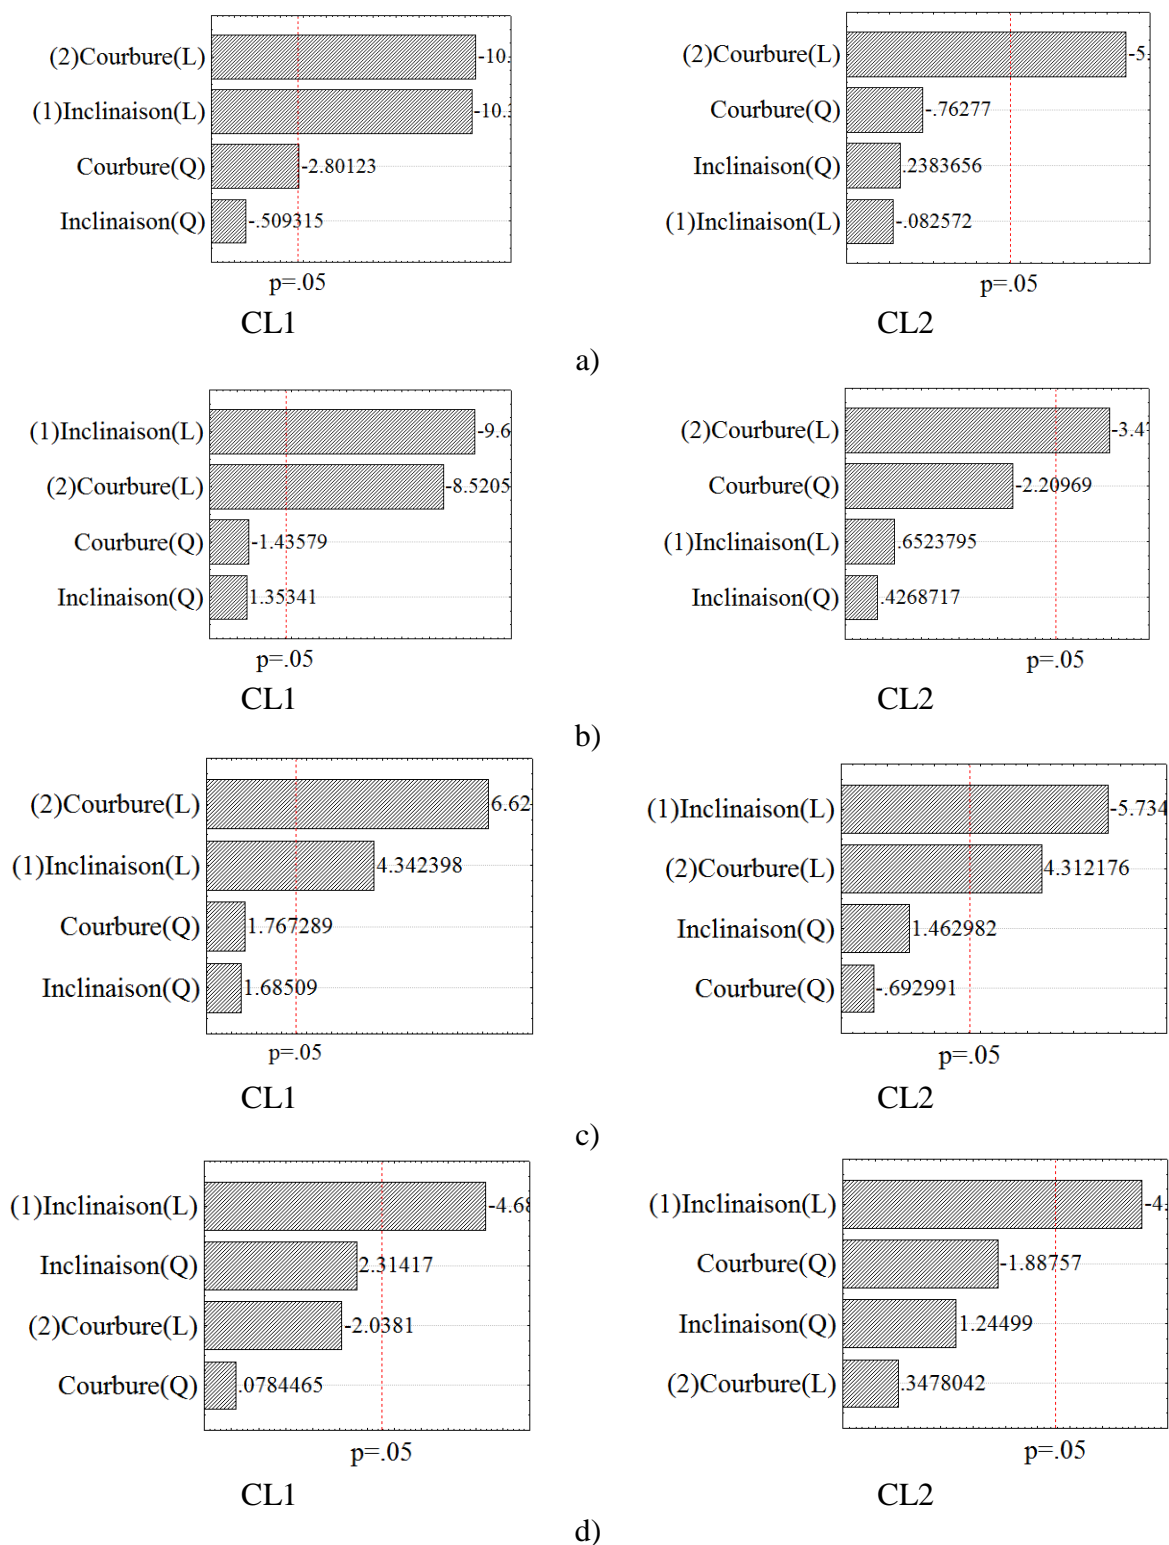 (2)Courbure(L) -10.
(1)Inclinaison(L) -10.3
Courbure(Q) -2.80123
Inclinaison(Q) -.509315
p=.05
CL1
(2)Courbure(L) -5.
Courbure(Q) -.76277
Inclinaison(Q) .2383656
(1)Inclinaison(L) -.082572
p=.05
CL2
a)
(1)Inclinaison(L) -9.6
(2)Courbure(L) -8.5205
Courbure(Q) -1.43579
Inclinaison(Q) 1.35341
p=.05
CL1
(2)Courbure(L) -3.47
Courbure(Q) -2.20969
(1)Inclinaison(L) .6523795
Inclinaison(Q) .4268717
p=.05
CL2
b)
(2)Courbure(L) 6.62
(1)Inclinaison(L) 4.342398
Courbure(Q) 1.767289
Inclinaison(Q) 1.68509
p=.05
CL1
(1)Inclinaison(L) -5.734
(2)Courbure(L) 4.312176
Inclinaison(Q) 1.462982
Courbure(Q) -.692991
p=.05
CL2
c)
(1)Inclinaison(L) -4.68
Inclinaison(Q) 2.31417
(2)Courbure(L) -2.0381
Courbure(Q) .0784465
p=.05
CL1
(1)Inclinaison(L) -4.
Courbure(Q) -1.88757
Inclinaison(Q) 1.24499
(2)Courbure(L) .3478042
p=.05
CL2
d)